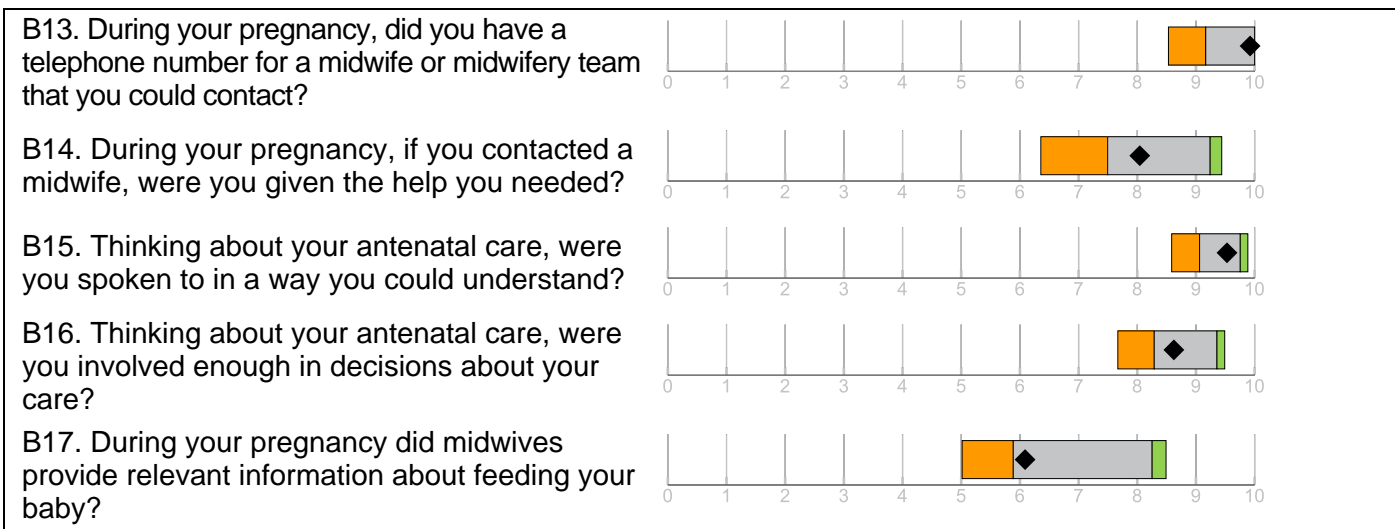 B13. During your pregnancy, did you have a
telephone number for a midwife or midwifery team
that you could contact?
0 1 2 3 4 5 6 7 8 9 10
B14. During your pregnancy, if you contacted a
midwife, were you given the help you needed?
0 1 2 3 4 5 6 7 8 9 10
B15. Thinking about your antenatal care, were
you spoken to in a way you could understand?
0 1 2 3 4 5 6 7 8 9 10
B16. Thinking about your antenatal care, were
you involved enough in decisions about your
care?
0 1 2 3 4 5 6 7 8 9 10
B17. During your pregnancy did midwives
provide relevant information about feeding your
baby?
0 1 2 3 4 5 6 7 8 9 10